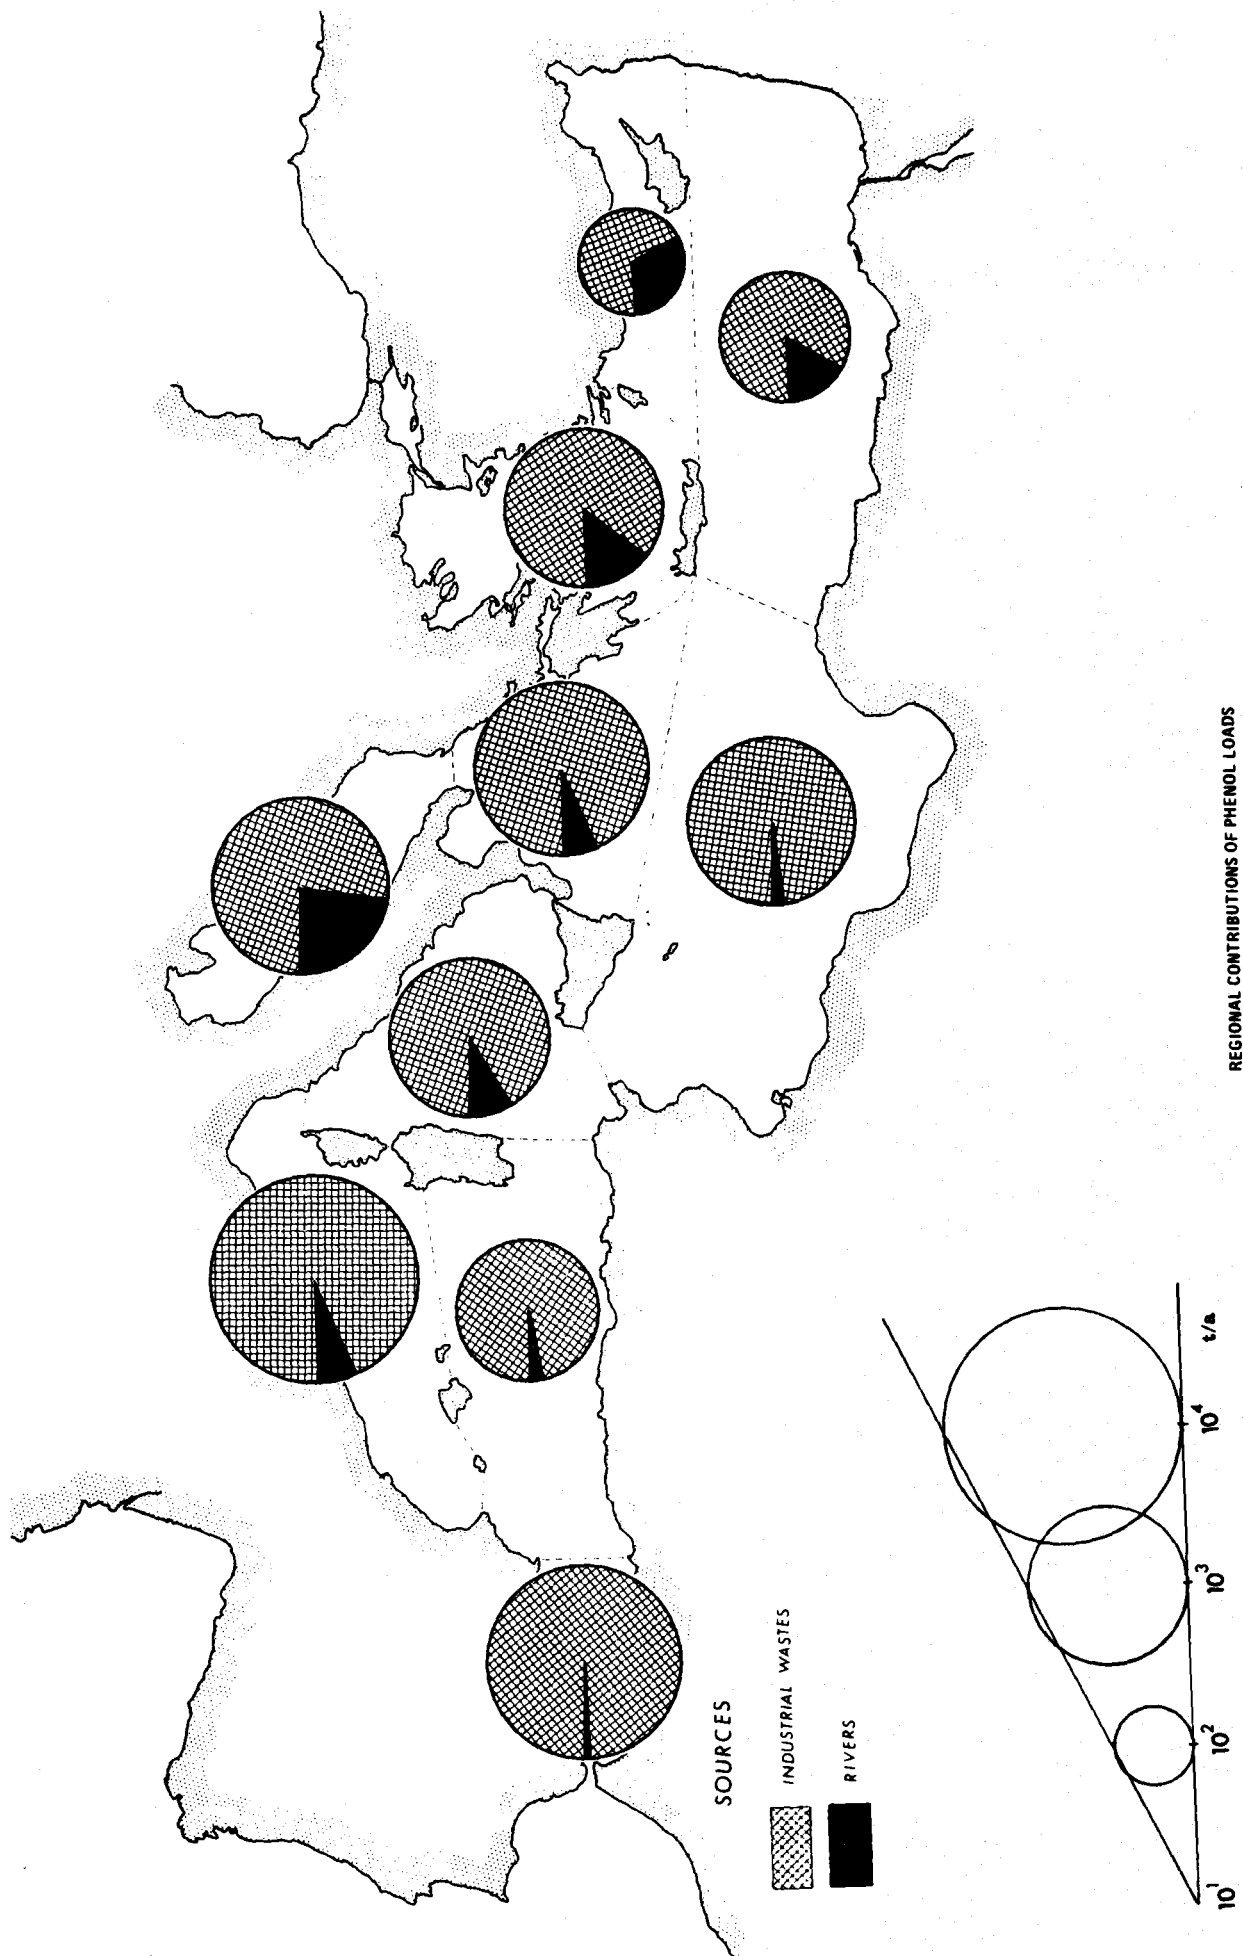 SOURCES
INDUSTRIAL WASTES
RIVERS
10¹
10²
10³
10⁴
t/a
REGIONAL CONTRIBUTIONS OF PHENOL LOADS